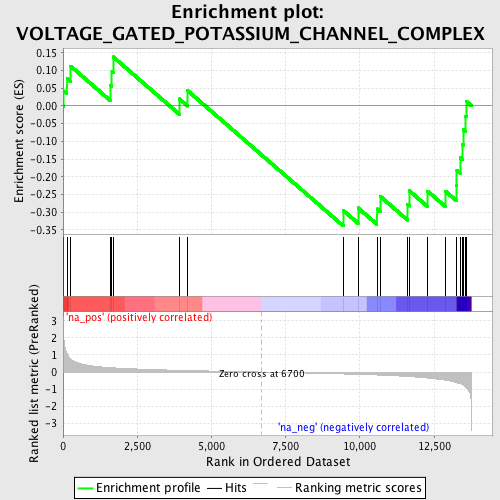 Enrichment plot:
VOLTAGE_GATED_POTASSIUM_CHANNEL_COMPLEX
Enrichment score (ES)
0.15
0.10
0.05
0.00
-0.05
-0.10
-0.15
-0.20
-0.25
-0.30
-0.35
'na_pos' (positively correlated)
Ranked list metric (PreRanked)
3
2
1
0
-1
-2
-3
Zero cross at 6700
'na_neg' (negatively correlated)
0
2,500
5,000
7,500
10,000
12,500
Rank in Ordered Dataset
Enrichment profile
Hits
Ranking metric scores